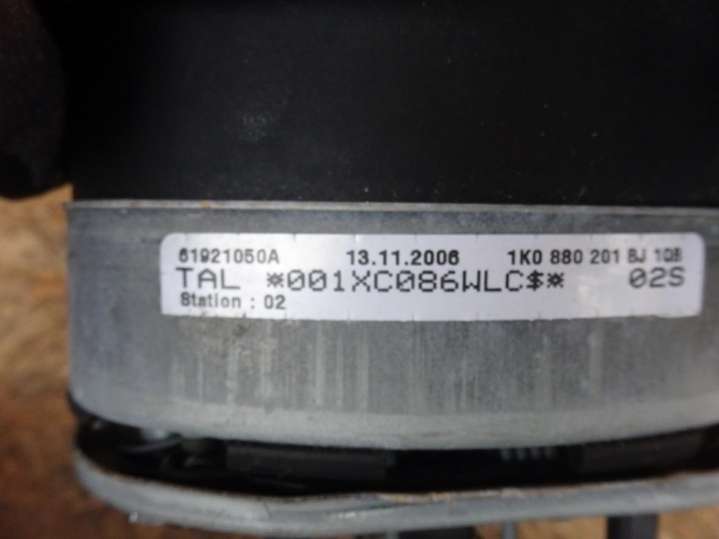 61921050A 13.11.2006 1K0 880 201 BJ 1QB
TAL *001XC086WLC$* 02S
Station : 02